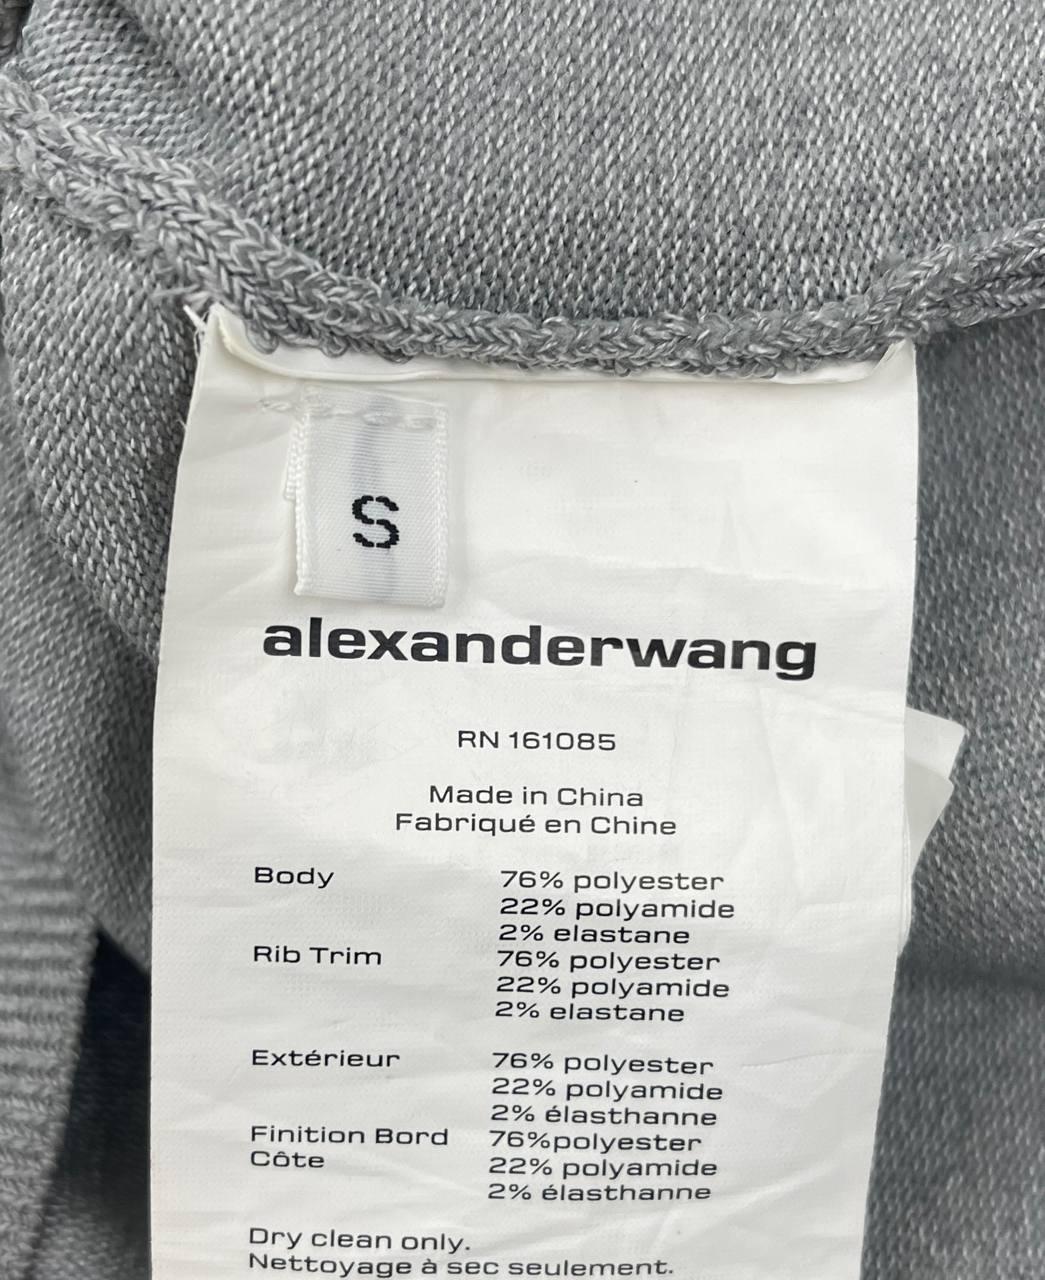 S
alexanderwang
RN 161085
Made in China
Fabriqué en Chine
Body 76% polyester
22% polyamide
2% elastane
Rib Trim 76% polyester
22% polyamide
2% elastane
Extérieur 76% polyester
22% polyamide
2% élasthanne
Finition Bord 76%polyester
Côte 22% polyamide
2% élasthanne
Dry clean only.
Nettoyage à sec seulement.